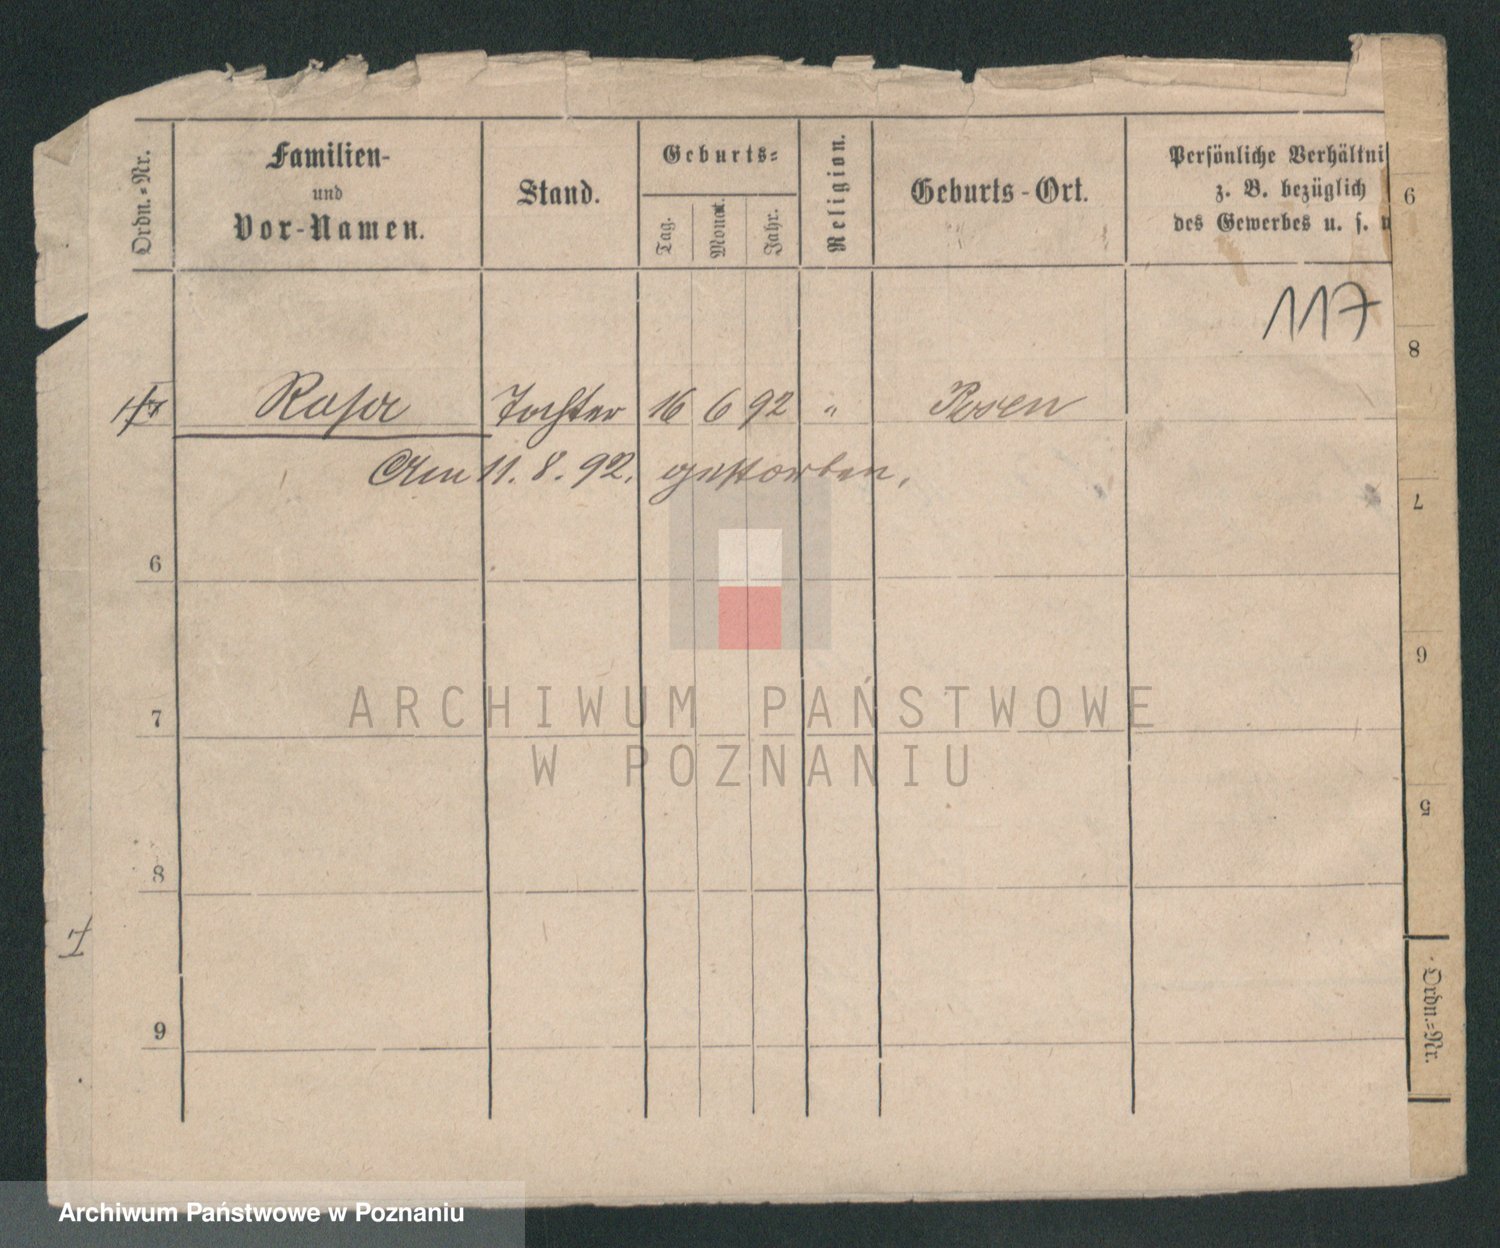 Ordn.=Nr.
Familien-
und
Vor-Namen.
Stand.
Geburts=
Tag.
Monat.
Jahr.
Religion.
Geburts-Ort.
Persönliche Verhältni
z. B. bezüglich
des Gewerbes u. s. w
117
Rosa Tochter 16 6 92 " Posen
Am 11. 8. 92. gestorben.
6
7
8
9
6
8
7
6
5
Ordn.=Nr.
ARCHIWUM PAŃSTWOWE
W POZNANIU
Archiwum Państwowe w Poznaniu